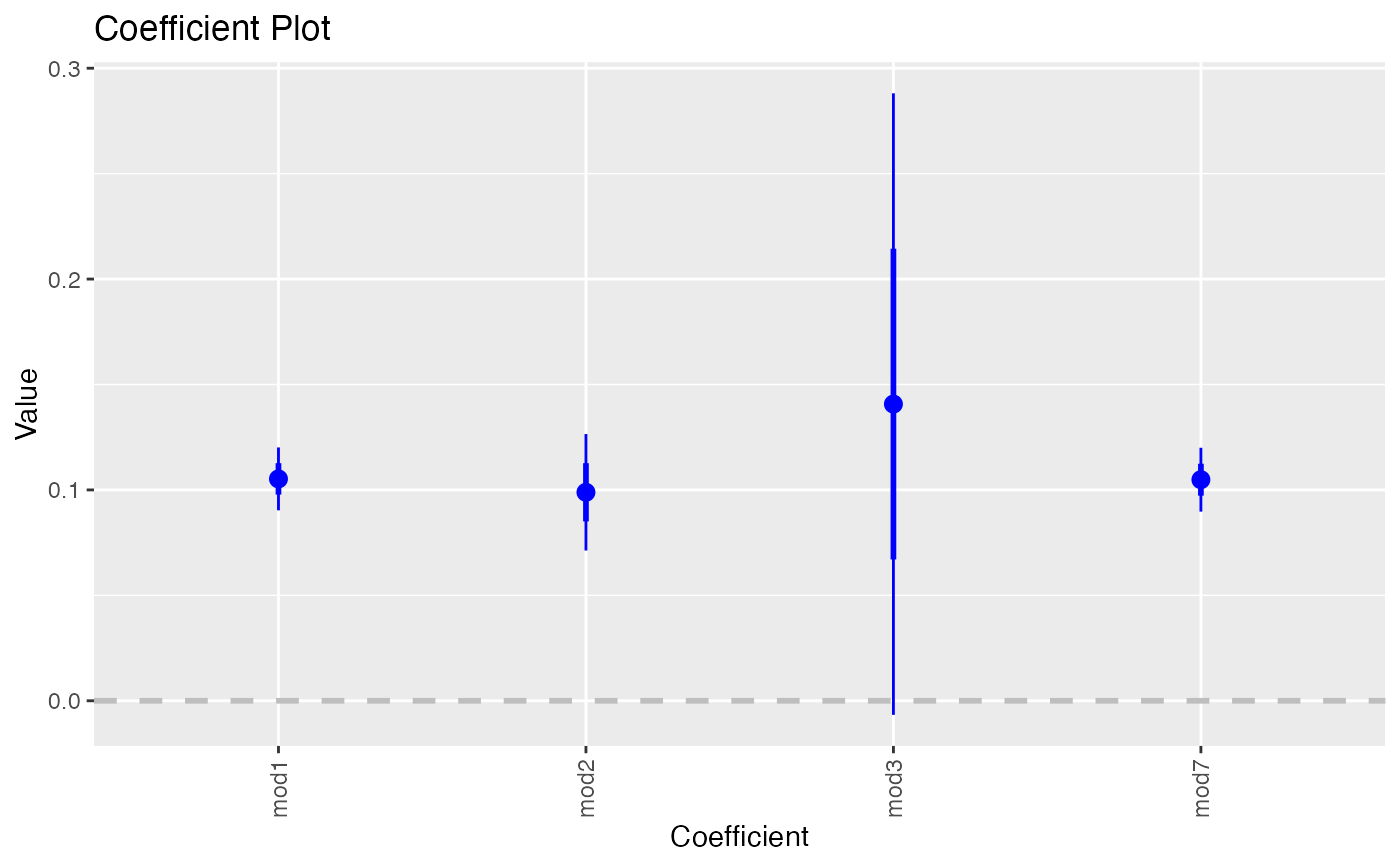 Coefficient Plot
0.3
0.2
0.1
0.0
Value
mod1
mod2
mod3
mod7
Coefficient